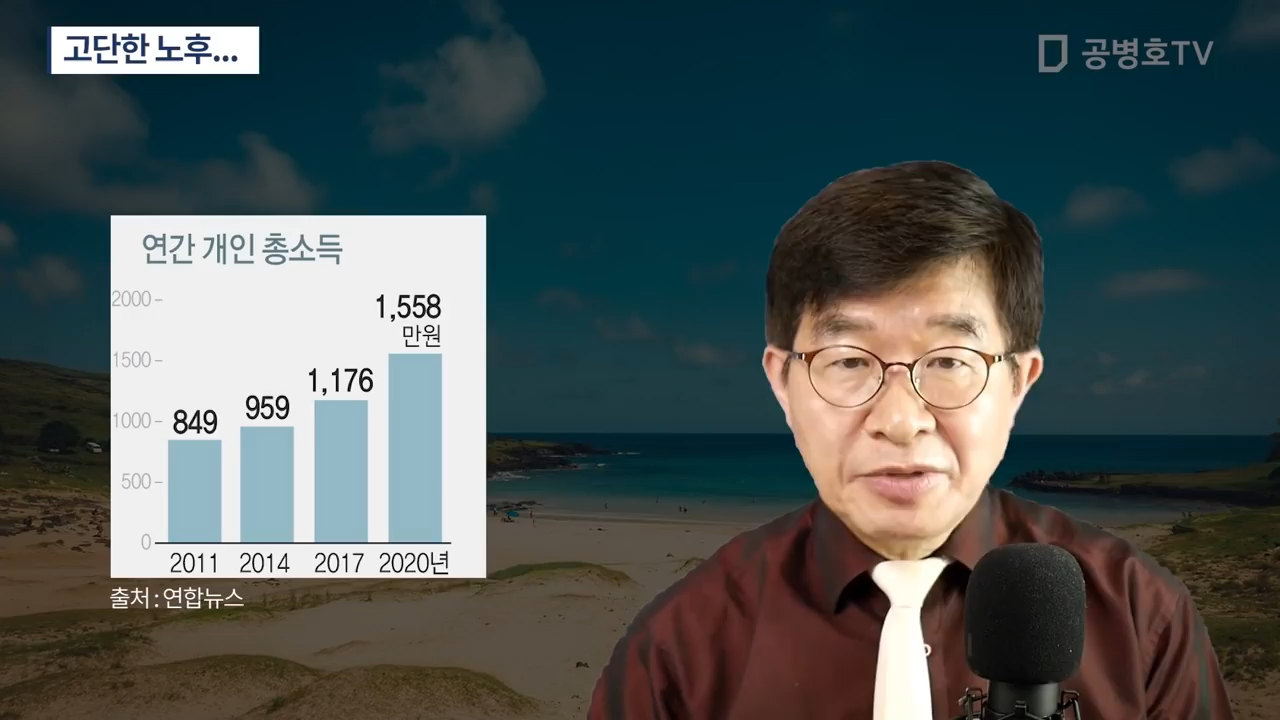 고단한 노후...
공병호TV
연간 개인 총소득
2000
1500
1000
500
0
849
959
1,176
1,558
만원
2011 2014 2017 2020년
출처 : 연합뉴스